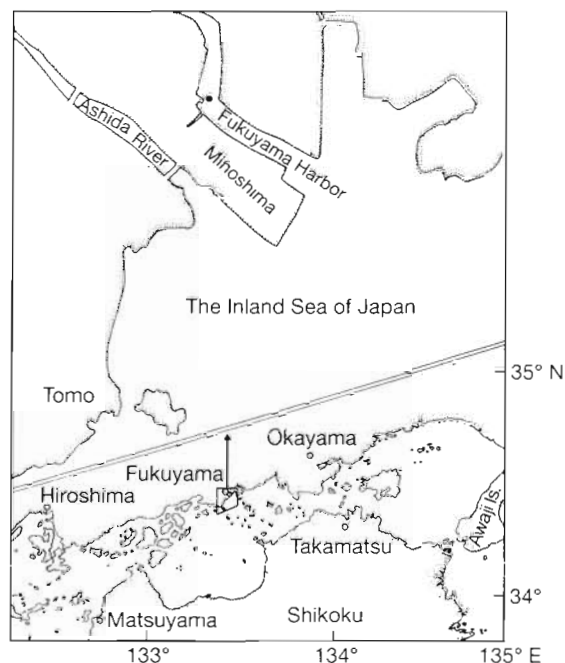 Ashida River
Fukuyama Harbor
Minoshima
The Inland Sea of Japan
35° N
Tomo
Okayama
Fukuyama
Hiroshima
Awaji Is.
Takamatsu
34°
Matsuyama
Shikoku
133°
134°
135° E